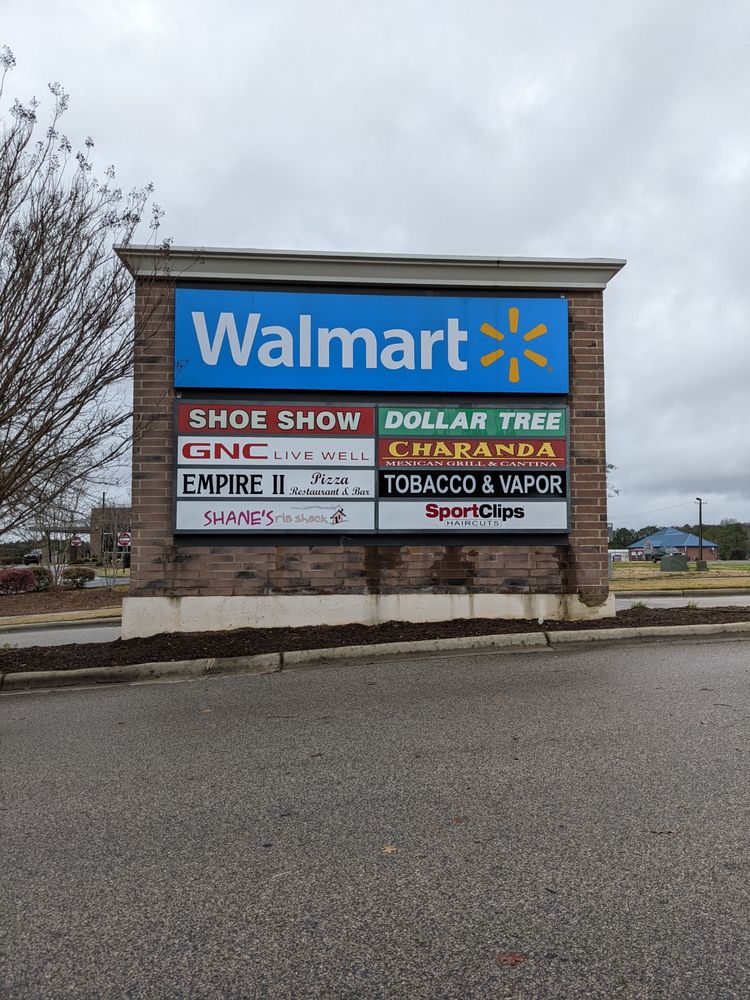 Walmart
SHOE SHOW
DOLLAR TREE
GNC LIVE WELL
CHARANDA
MEXICAN GRILL & CANTINA
EMPIRE II Pizza
Restaurant & Bar
TOBACCO & VAPOR
SHANE'S rib shack
SportClips
HAIRCUTS